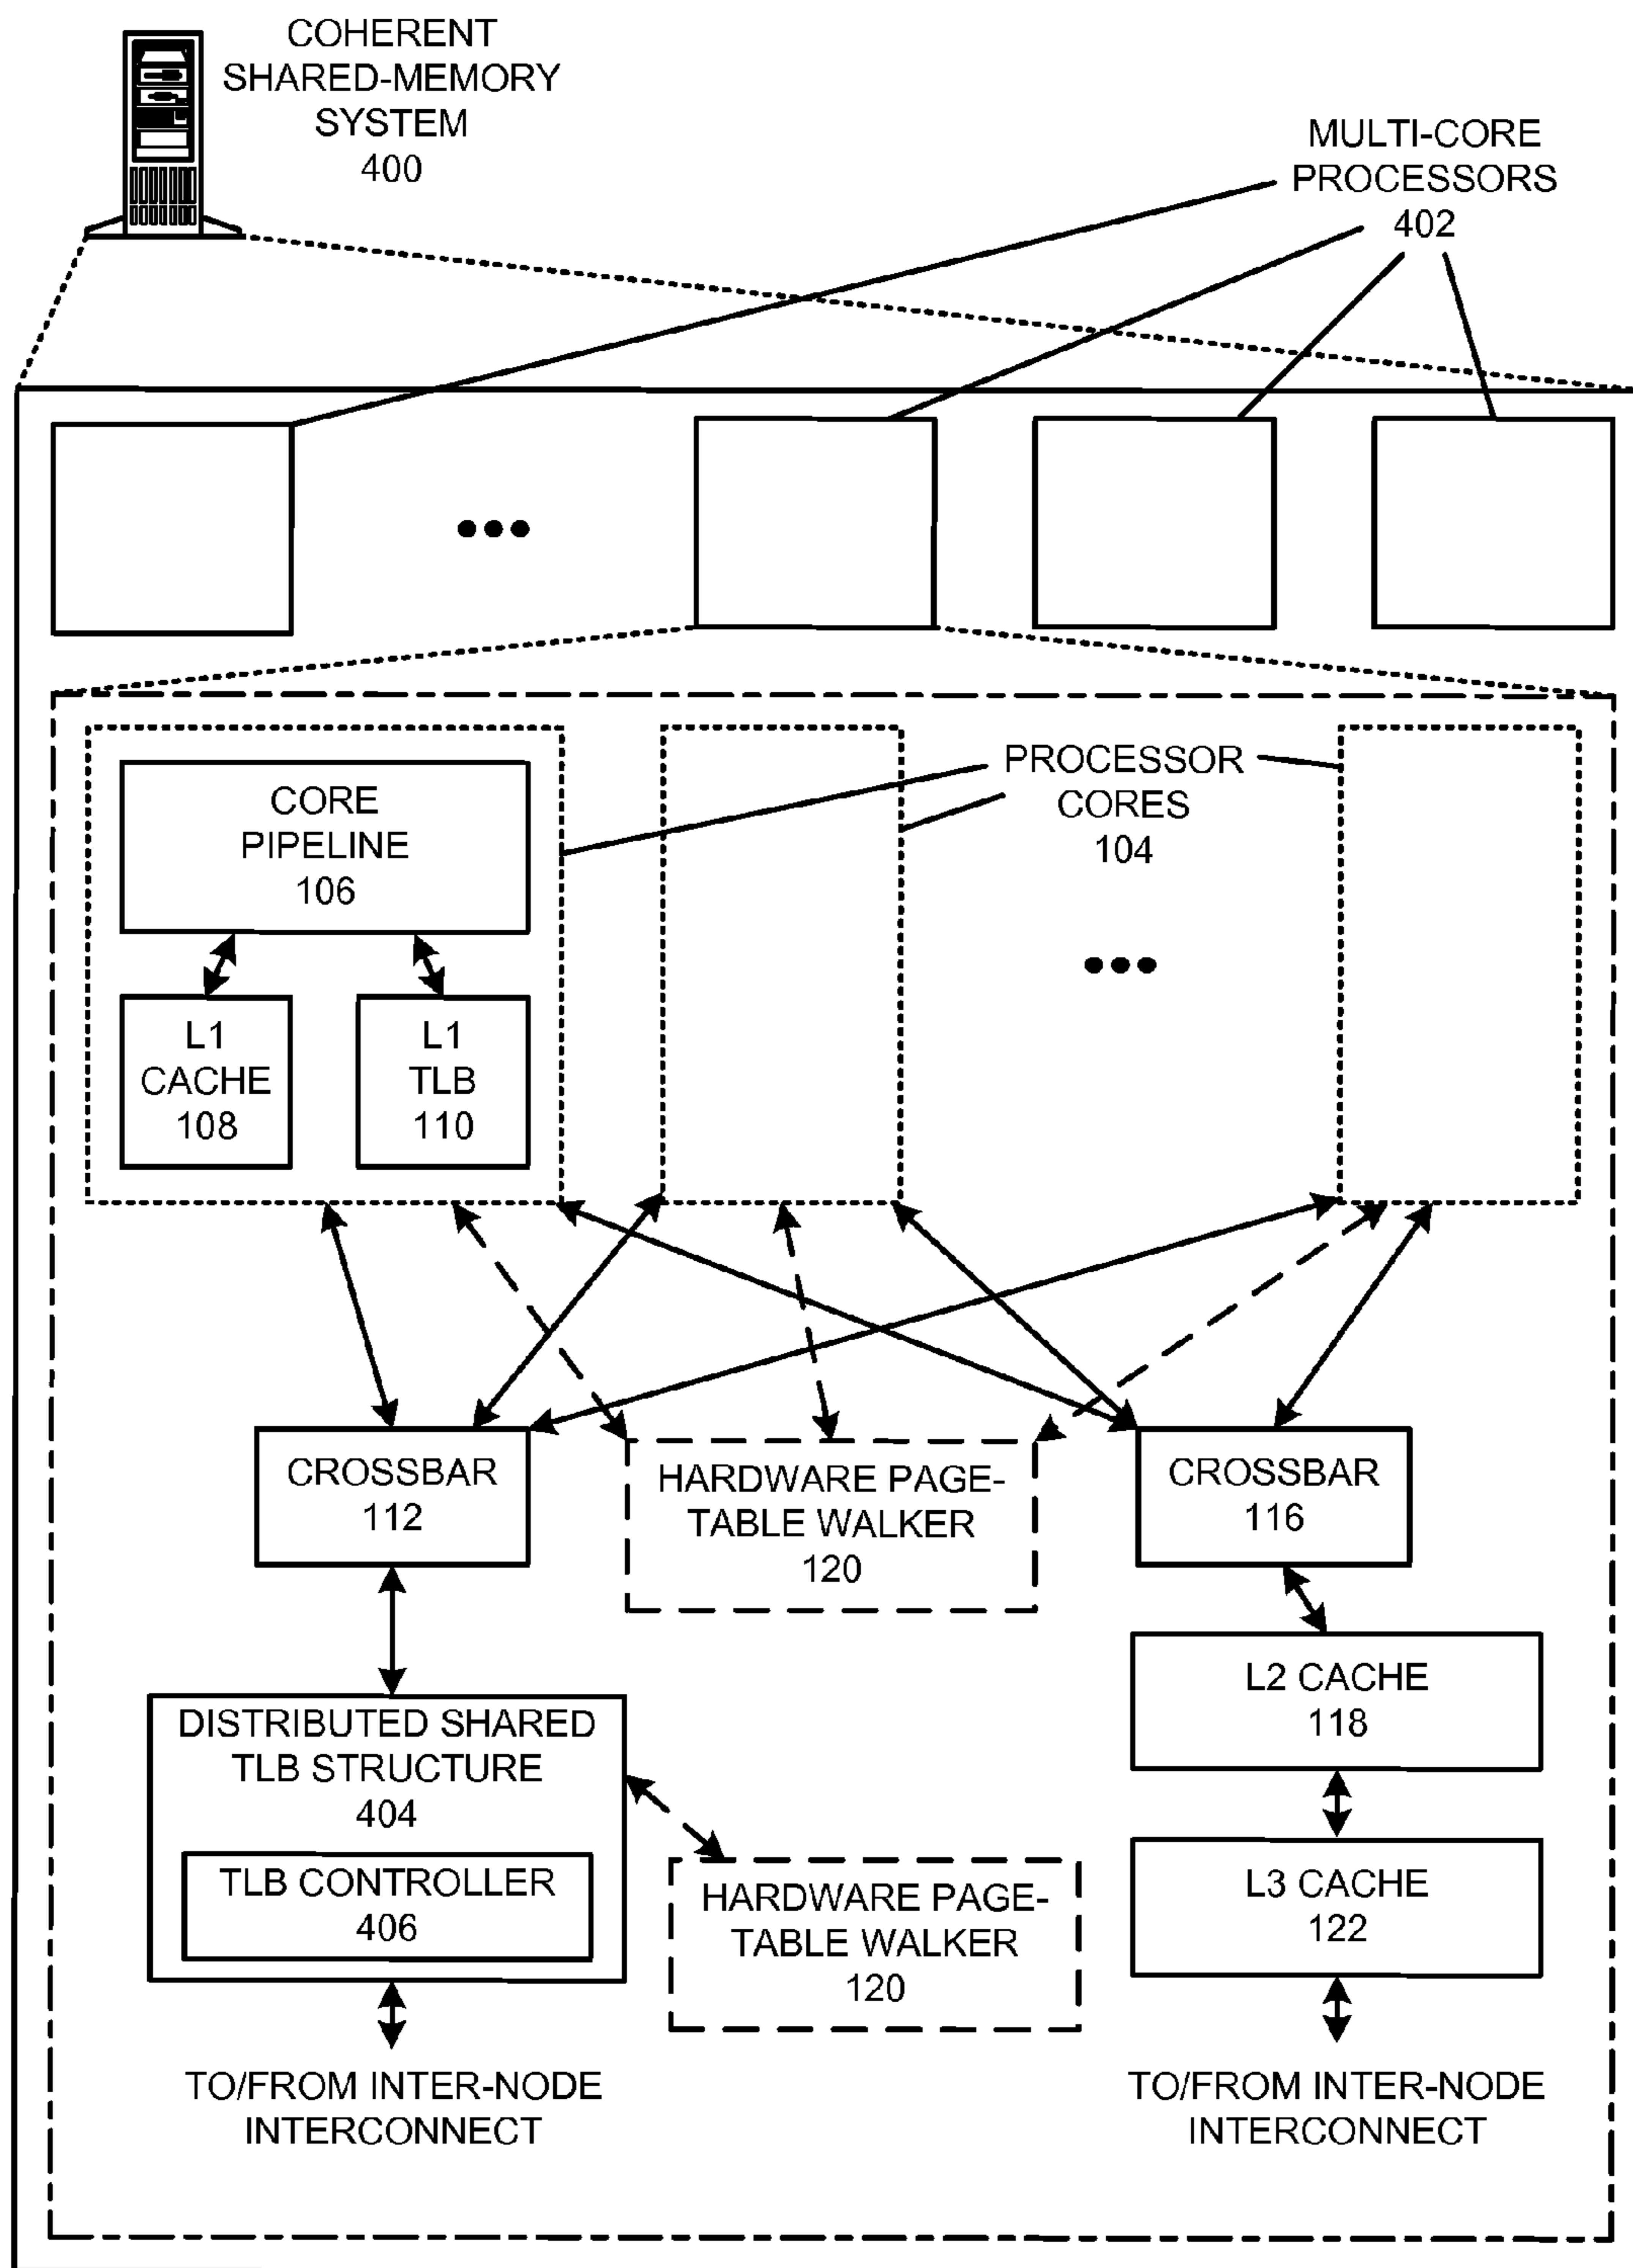 COHERENT
SHARED-MEMORY
SYSTEM
400
MULTI-CORE
PROCESSORS
402
PROCESSOR
CORES
104
CORE
PIPELINE
106
L1
CACHE
108
L1
TLB
110
CROSSBAR
112
HARDWARE PAGE-
TABLE WALKER
120
CROSSBAR
116
L2 CACHE
118
DISTRIBUTED SHARED
TLB STRUCTURE
404
TLB CONTROLLER
406
HARDWARE PAGE-
TABLE WALKER
120
L3 CACHE
122
TO/FROM INTER-NODE
INTERCONNECT
TO/FROM INTER-NODE
INTERCONNECT